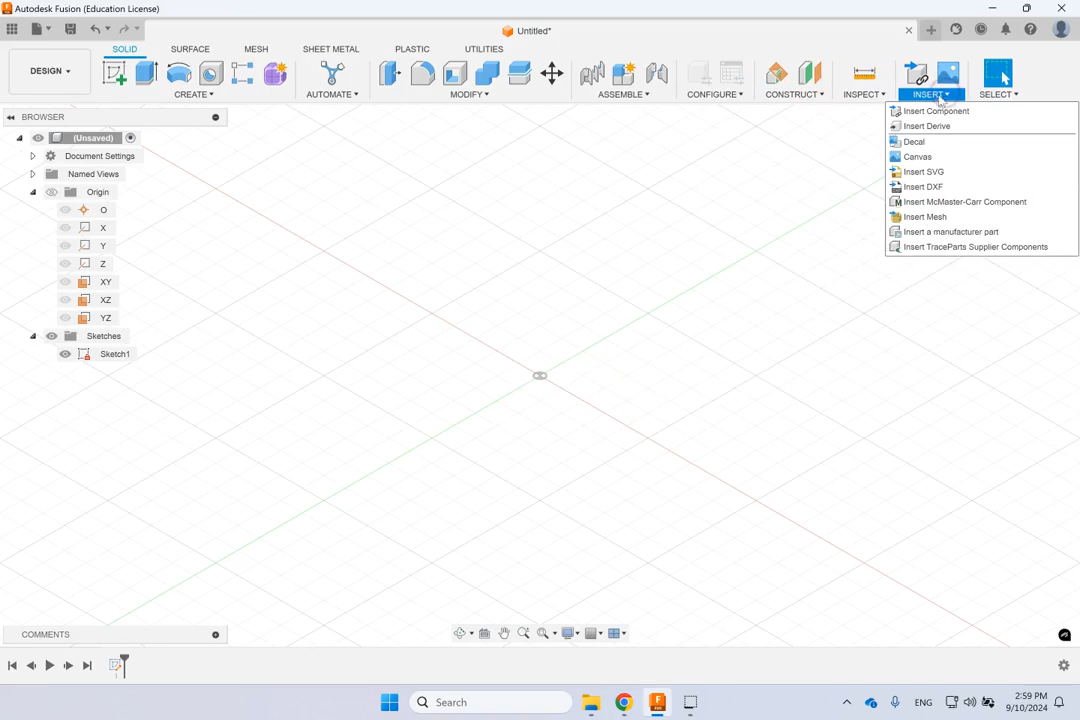 Autodesk Fusion (Education License)
Untitled*
DESIGN
SOLID SURFACE MESH SHEET METAL PLASTIC UTILITIES
CREATE AUTOMATE MODIFY ASSEMBLE CONFIGURE CONSTRUCT INSPECT INSERT SELECT
BROWSER
(Unsaved)
Document Settings
Named Views
Origin
O
X
Y
Z
XY
XZ
YZ
Sketches
Sketch1
Insert Component
Insert Derive
Decal
Canvas
Insert SVG
Insert DXF
Insert McMaster-Carr Component
Insert Mesh
Insert a manufacturer part
Insert TraceParts Supplier Components
COMMENTS
Search
ENG
2:59 PM
9/10/2024